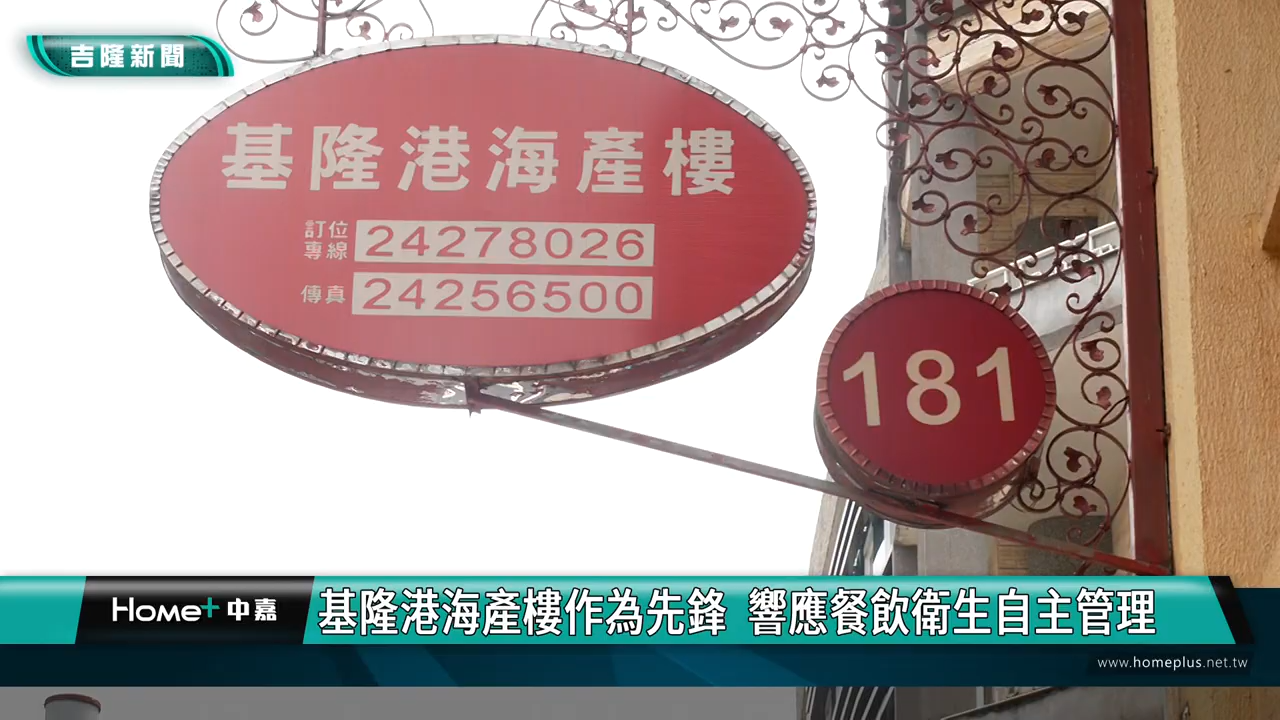 吉隆新聞
基隆港海產樓
訂位專線 24278026
傳真 24256500
181
Home+中嘉 基隆港海產樓作為先鋒 響應餐飲衛生自主管理
www.homeplus.net.tw